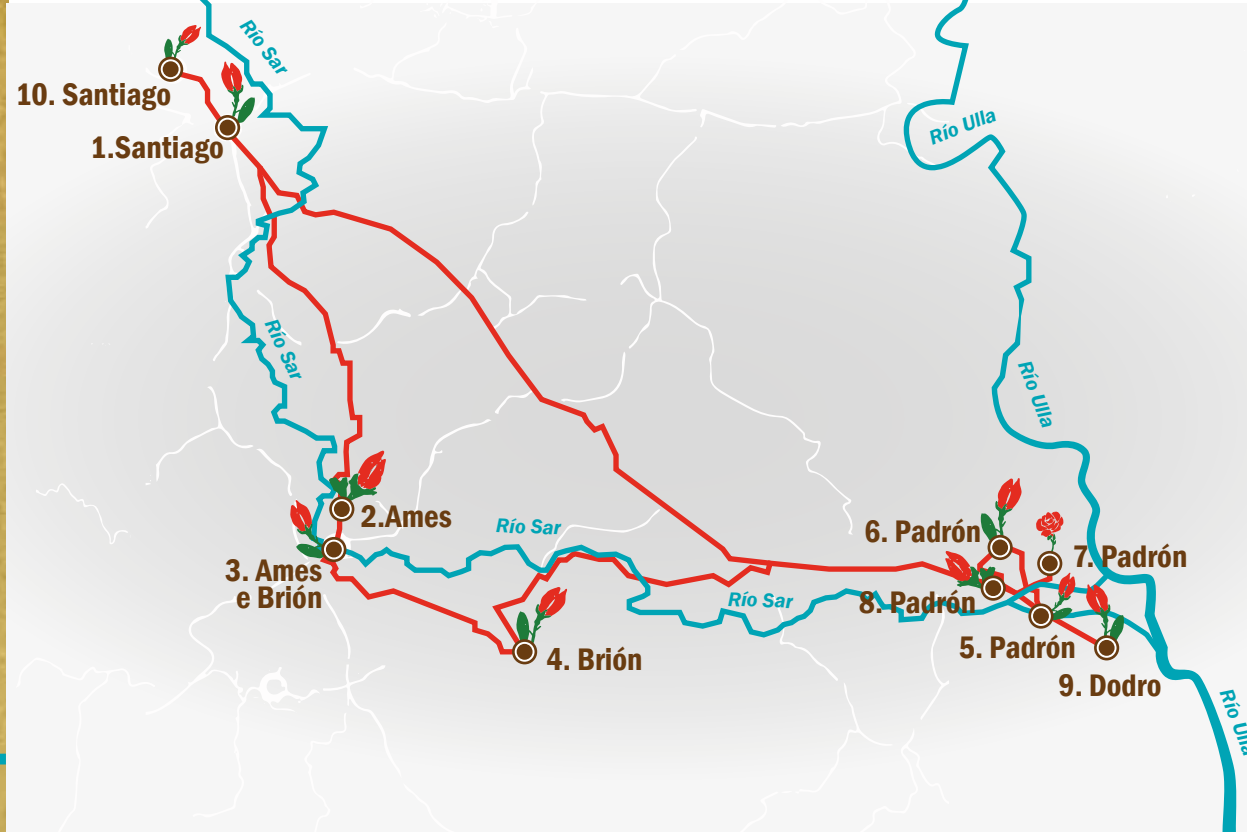 Río Sar
10. Santiago
1.Santiago
Río Ulla
Río Sar
Río Ulla
2.Ames
Río Sar
6. Padrón
7. Padrón
3. Ames
e Brión
Río Sar
8. Padrón
5. Padrón
4. Brión
9. Dodro
Río Ulla